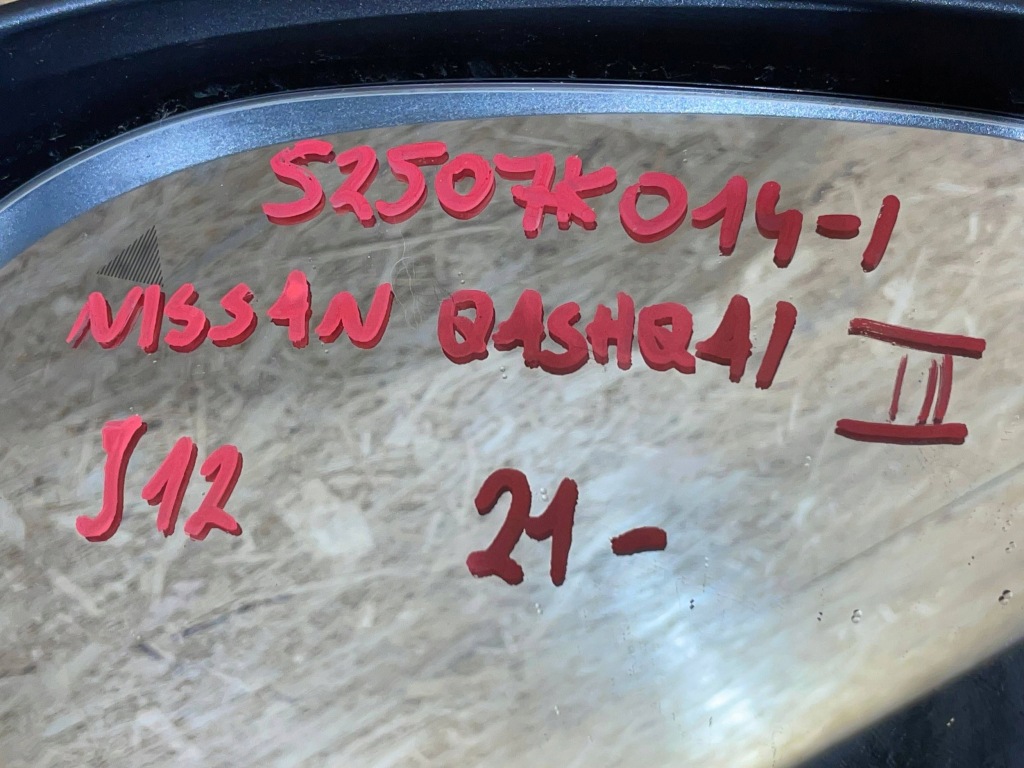 S2507K014-1
NISSAN QASHQAI III
J12 21-